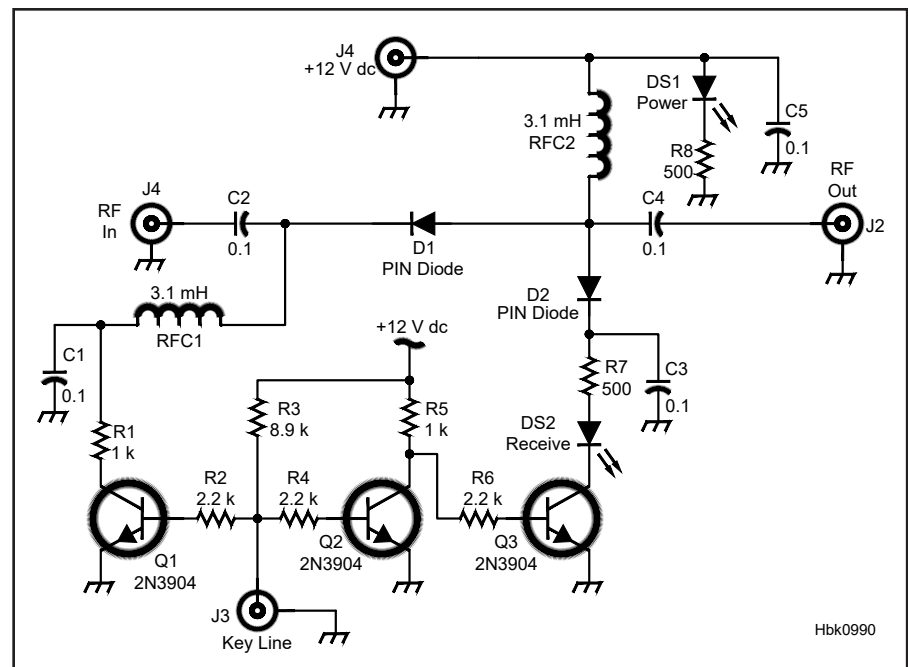 J4
+12 V dc
DS1
Power
C5
0.1
3.1 mH
RFC2
R8
500
RF
Out
J4
RF
In
C2
0.1
C4
0.1
J2
D1
PIN Diode
3.1 mH
RFC1
D2
PIN Diode
+12 V dc
C1
0.1
R7
500
C3
0.1
R3
8.9 k
R5
1 k
R1
1 k
DS2
Receive
R2
2.2 k
R4
2.2 k
R6
2.2 k
Q1
2N3904
Q2
2N3904
Q3
2N3904
J3
Key Line
Hbk0990